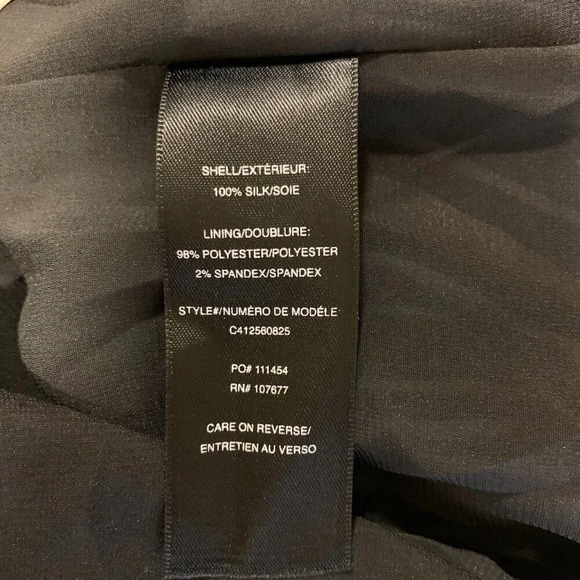 SHELL/EXTÉRIEUR:
100% SILK/SOIE
LINING/DOUBLURE:
98% POLYESTER/POLYESTER
2% SPANDEX/SPANDEX
STYLE#/NUMÉRO DE MODÉLE
C412560825
PO# 111454
RN# 107677
CARE ON REVERSE/
ENTRETIEN AU VERSO